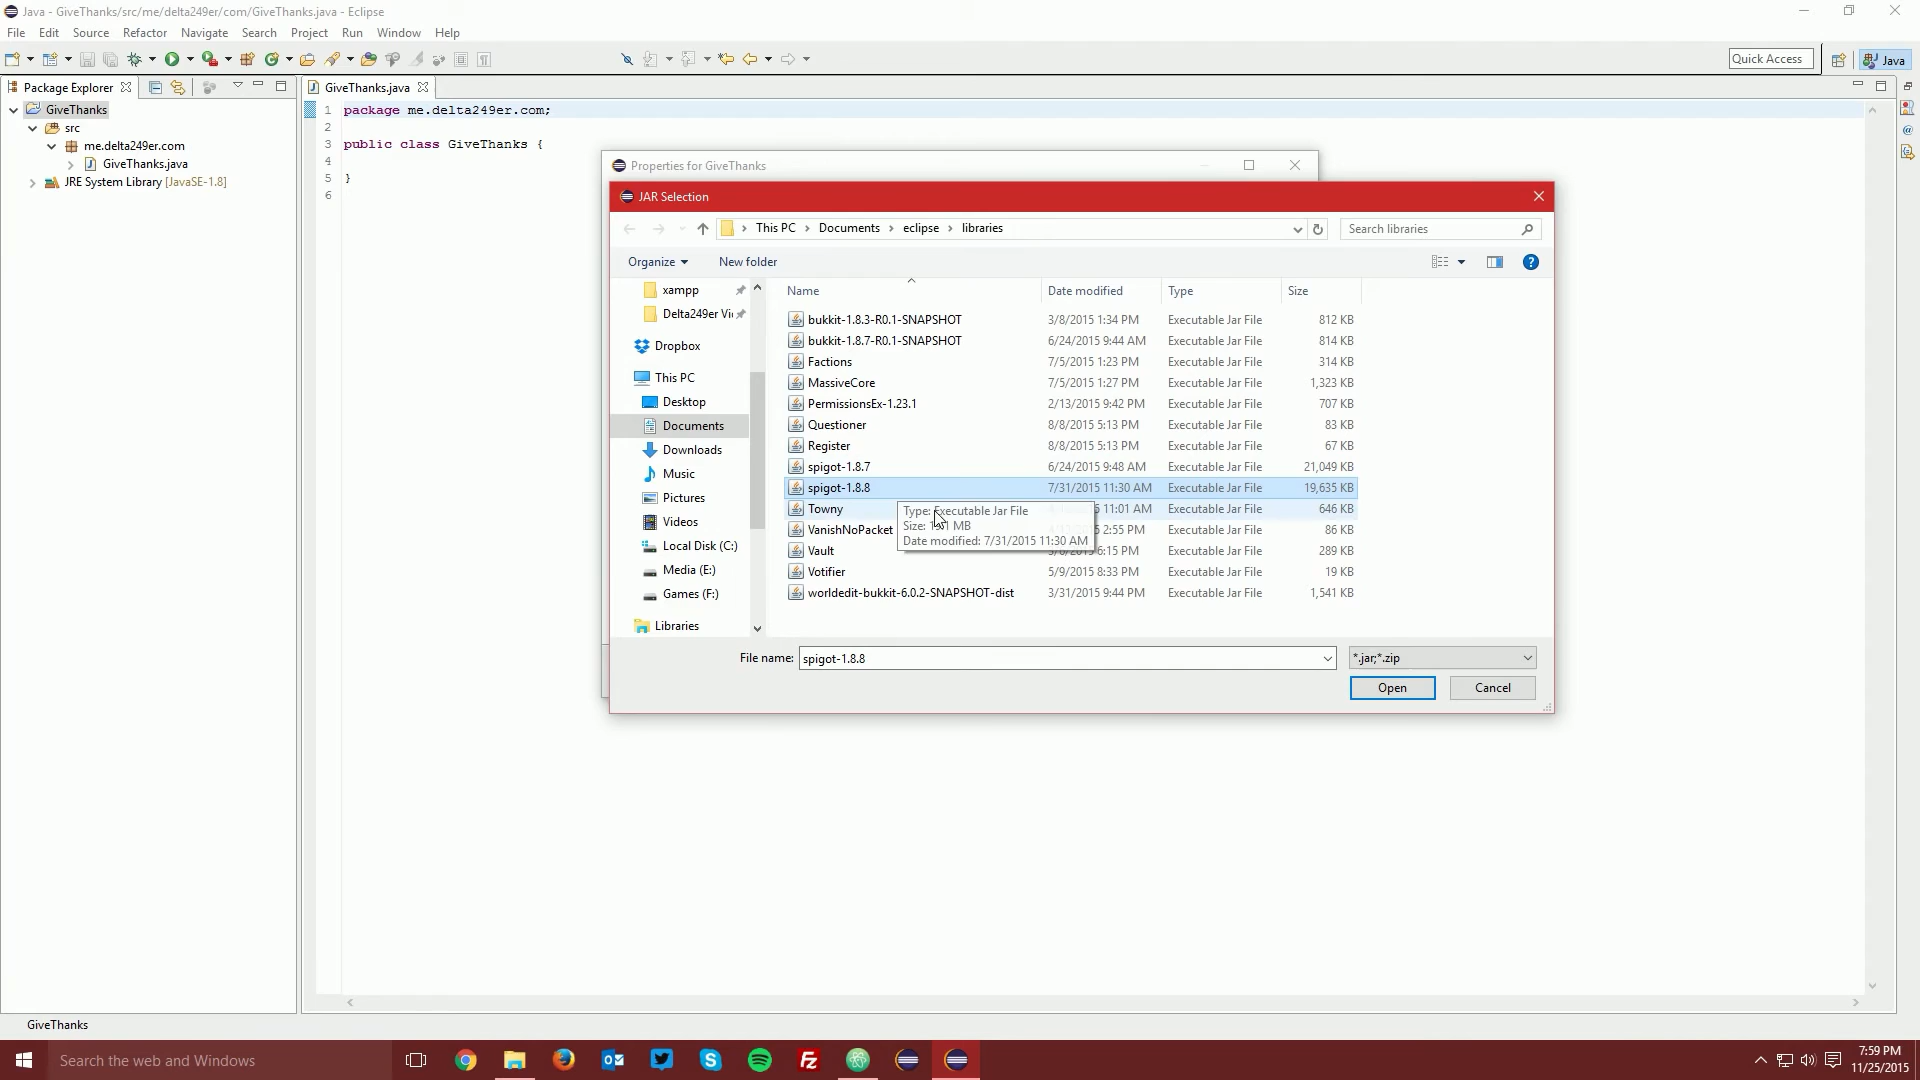 Java - GiveThanks/src/me/delta249er/com/GiveThanks.java - Eclipse
File Edit Source Refactor Navigate Search Project Run Window Help
Quick Access
Java
Package Explorer
GiveThanks.java
GiveThanks
src
me.delta249er.com
GiveThanks.java
JRE System Library [JavaSE-1.8]
1 package me.delta249er.com;
2
3 public class GiveThanks {
4
5 }
6
Properties for GiveThanks
JAR Selection
This PC > Documents > eclipse > libraries
Search libraries
Organize New folder
xampp
Delta249er Vi
Dropbox
This PC
Desktop
Documents
Downloads
Music
Pictures
Videos
Local Disk (C:)
Media (E:)
Games (F:)
Libraries
Name Date modified Type Size
bukkit-1.8.3-R0.1-SNAPSHOT 3/8/2015 1:34 PM Executable Jar File 812 KB
bukkit-1.8.7-R0.1-SNAPSHOT 6/24/2015 9:44 AM Executable Jar File 814 KB
Factions 7/5/2015 1:23 PM Executable Jar File 314 KB
MassiveCore 7/5/2015 1:27 PM Executable Jar File 1,323 KB
PermissionsEx-1.23.1 2/13/2015 9:42 PM Executable Jar File 707 KB
Questioner 8/8/2015 5:13 PM Executable Jar File 83 KB
Register 8/8/2015 5:13 PM Executable Jar File 67 KB
spigot-1.8.7 6/24/2015 9:48 AM Executable Jar File 21,049 KB
spigot-1.8.8 7/31/2015 11:30 AM Executable Jar File 19,635 KB
Towny 11:01 AM Executable Jar File 646 KB
VanishNoPacket 2:55 PM Executable Jar File 86 KB
Vault 6:15 PM Executable Jar File 289 KB
Votifier 5/9/2015 8:33 PM Executable Jar File 19 KB
worldedit-bukkit-6.0.2-SNAPSHOT-dist 3/31/2015 9:44 PM Executable Jar File 1,541 KB
Type: Executable Jar File
Size: MB
Date modified: 7/31/2015 11:30 AM
File name: spigot-1.8.8
*.jar;*.zip
Open Cancel
GiveThanks
Search the web and Windows
7:59 PM
11/25/2015